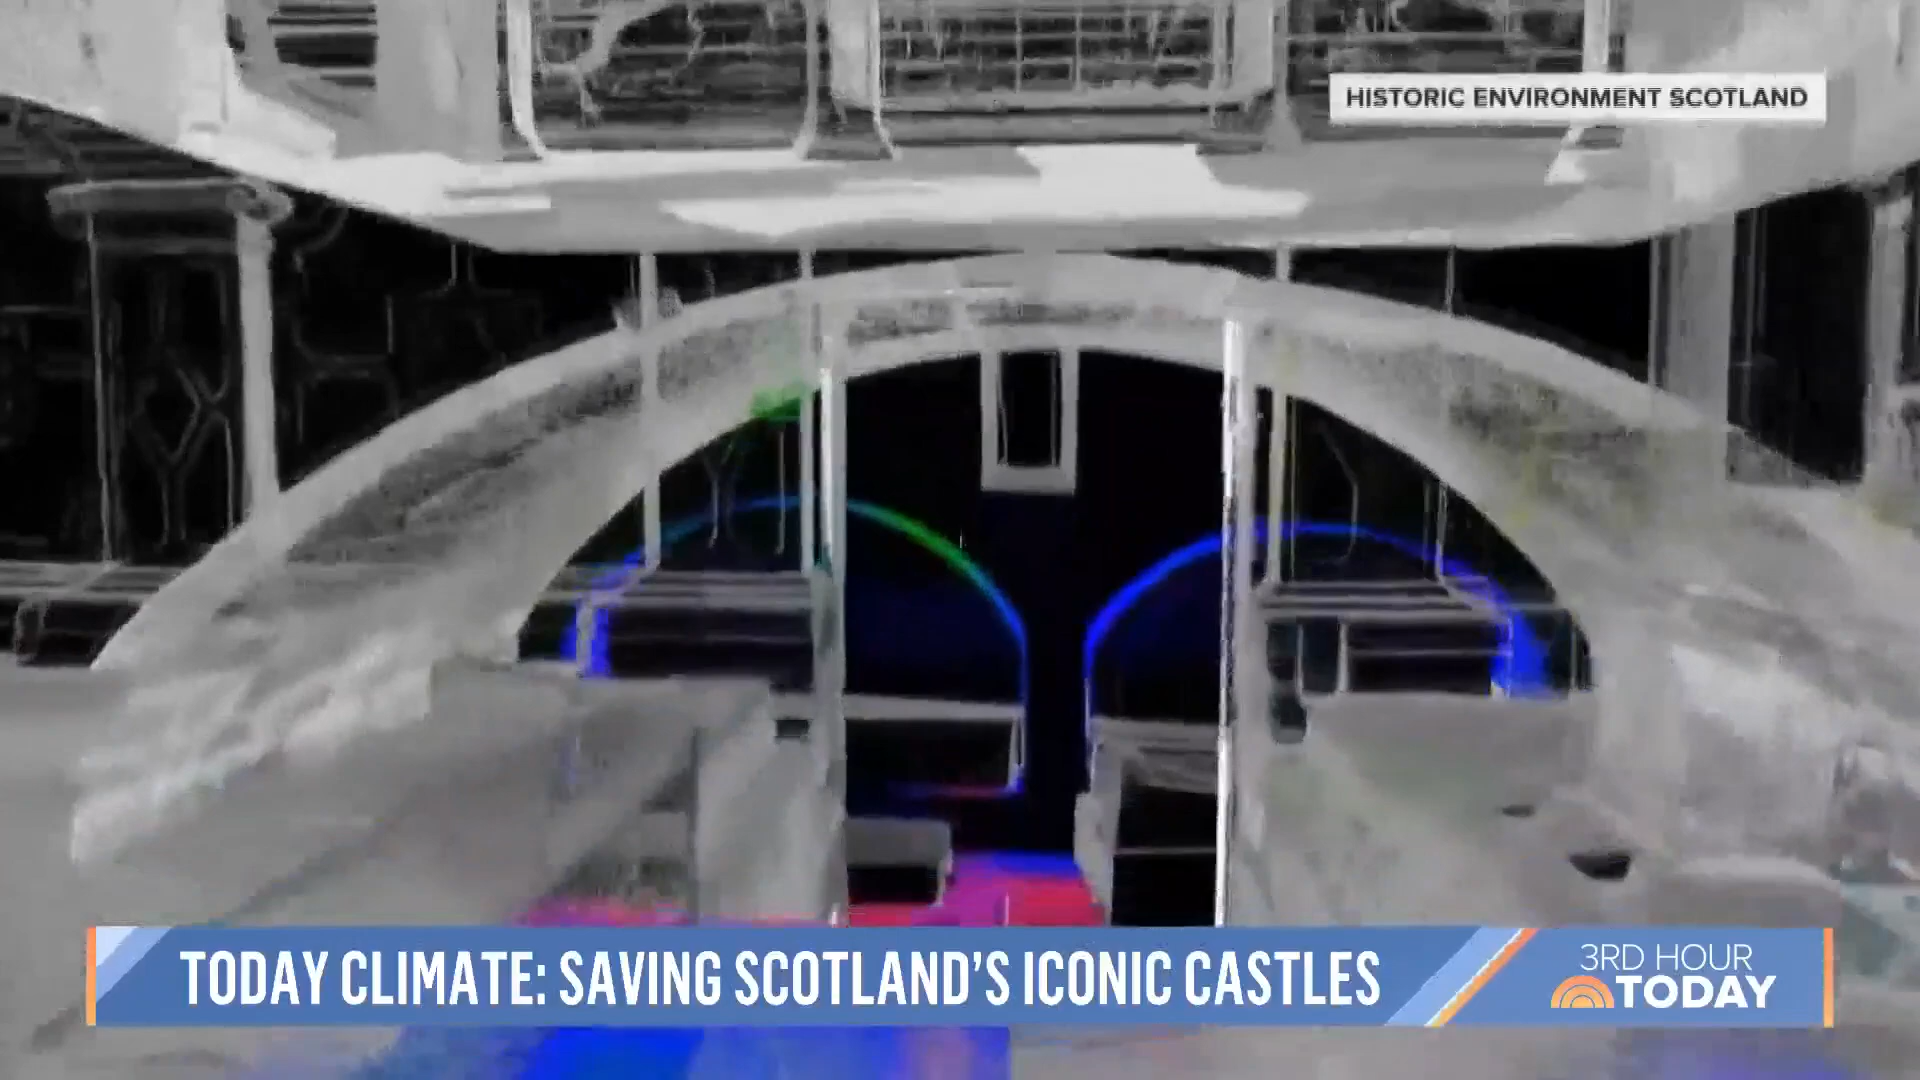 HISTORIC ENVIRONMENT SCOTLAND
TODAY CLIMATE: SAVING SCOTLAND'S ICONIC CASTLES
3RD HOUR
TODAY